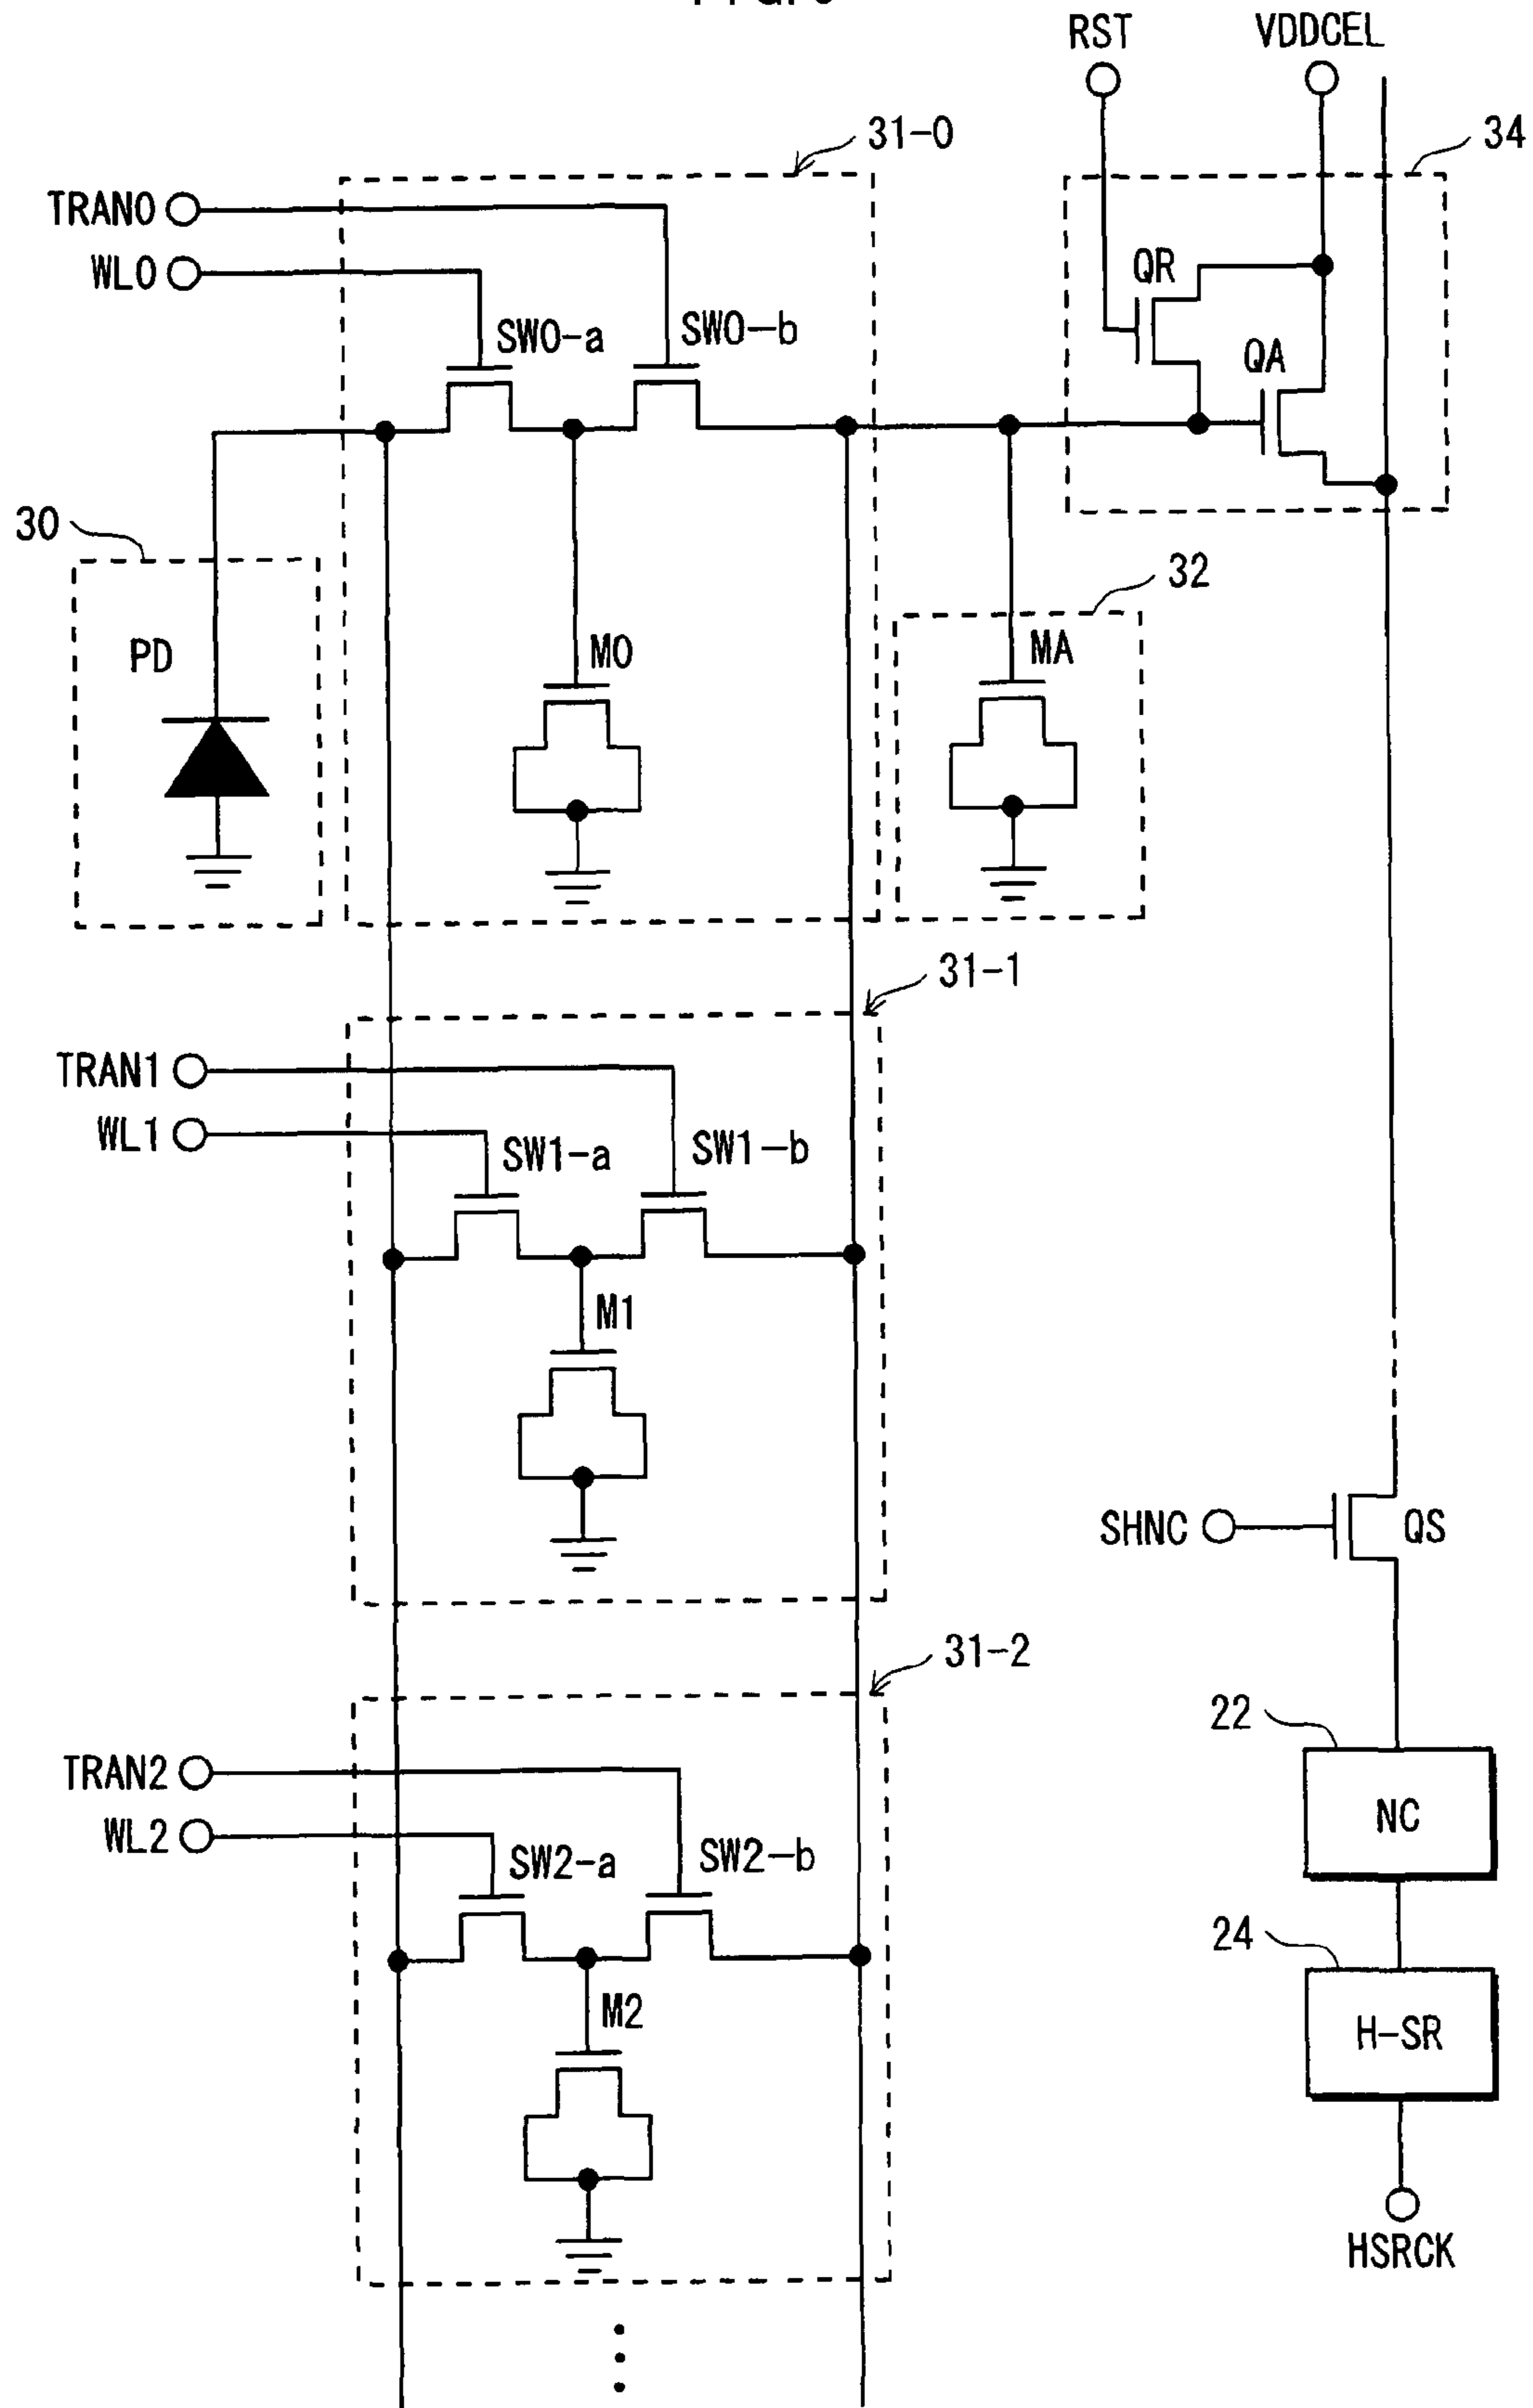 RST
VDDCEL
31-0
34
TRAN0
WL0
QR
SW0-a
SW0-b
QA
30
32
PD
M0
MA
31-1
TRAN1
WL1
SW1-a
SW1-b
M1
SHNC
QS
31-2
22
TRAN2
NC
WL2
SW2-a
SW2-b
24
M2
H-SR
HSRCK